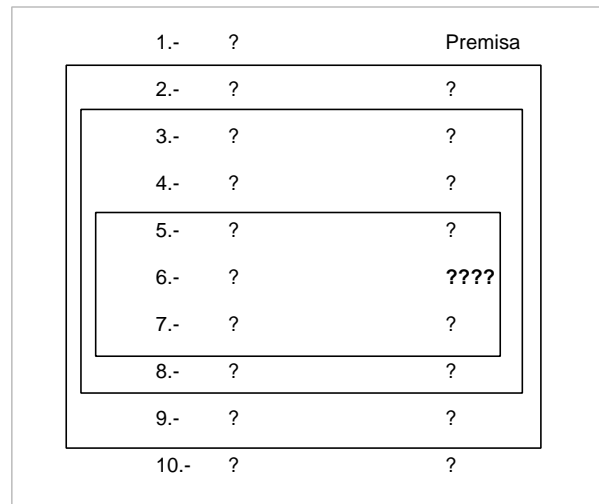 1.- ? Premisa
2.- ? ?
3.- ? ?
4.- ? ?
5.- ? ?
6.- ? ????
7.- ? ?
8.- ? ?
9.- ? ?
10.- ? ?